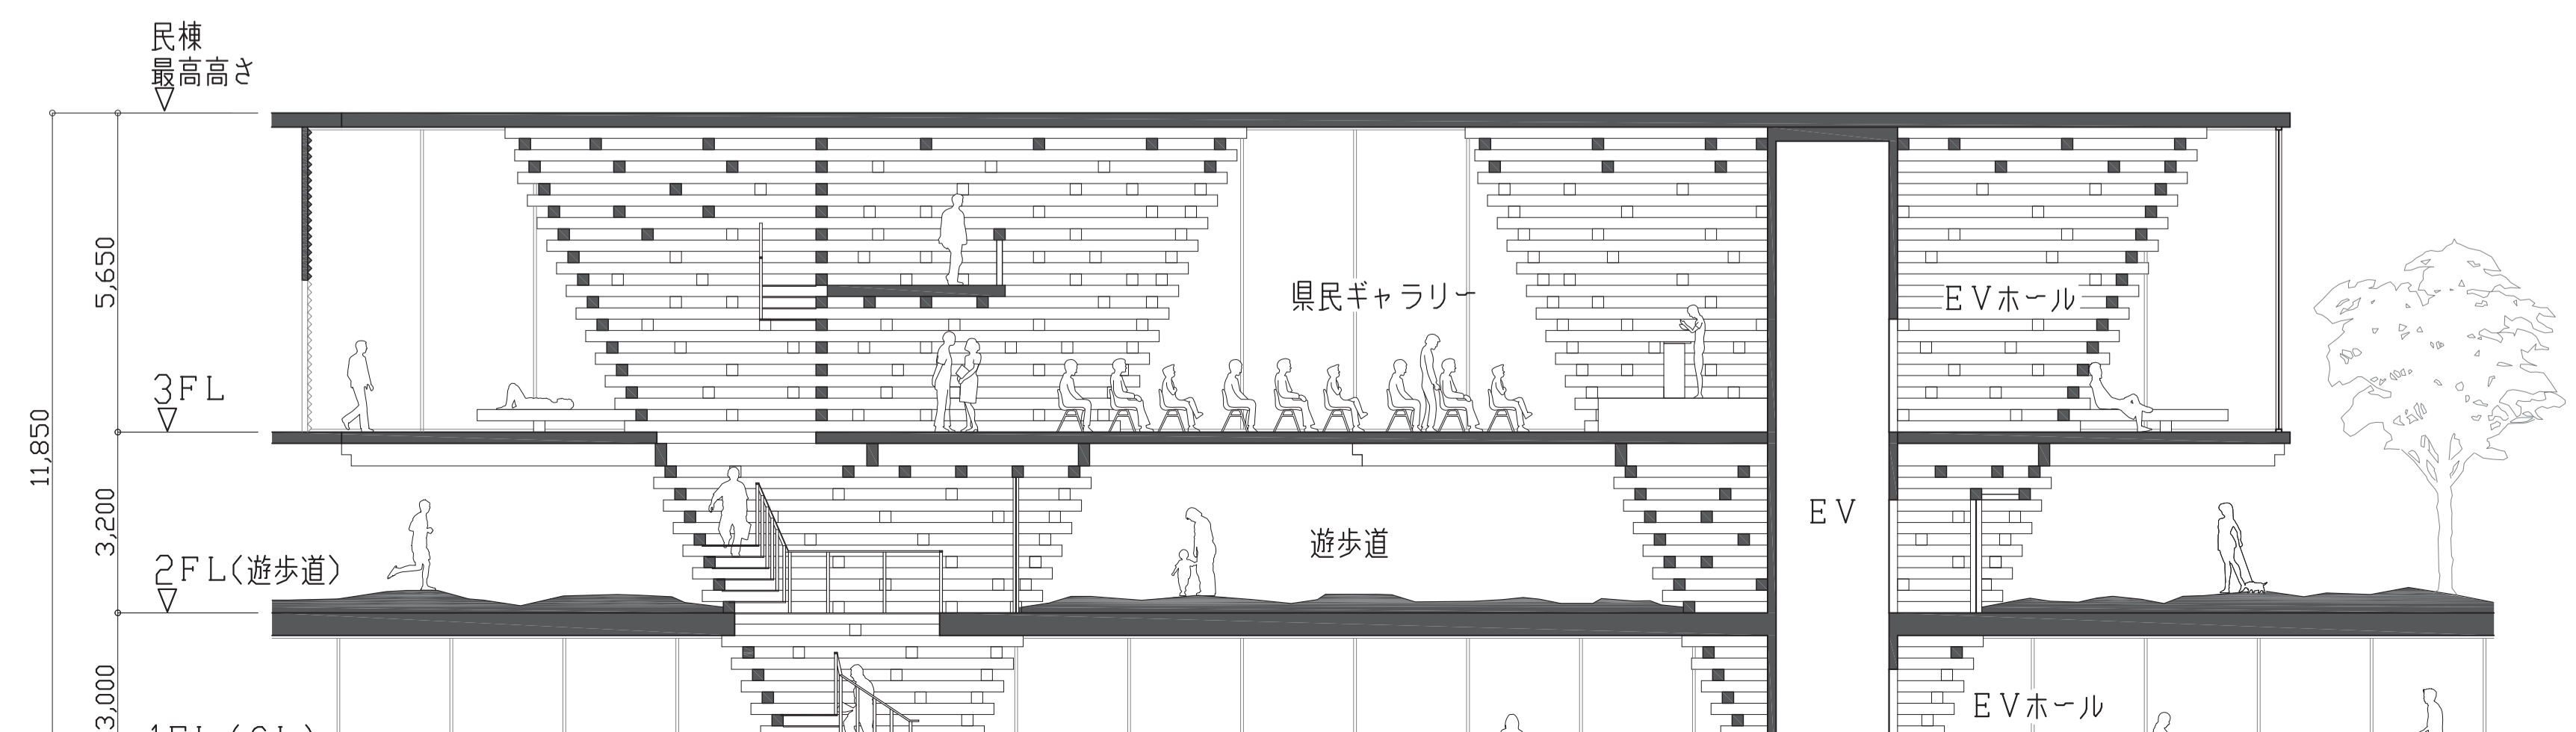 民棟
最高高さ
5,650
県民ギャラリー
EVホール
3FL
11,850
3,200
EV
遊歩道
2FL(遊歩道)
3,000
EVホール